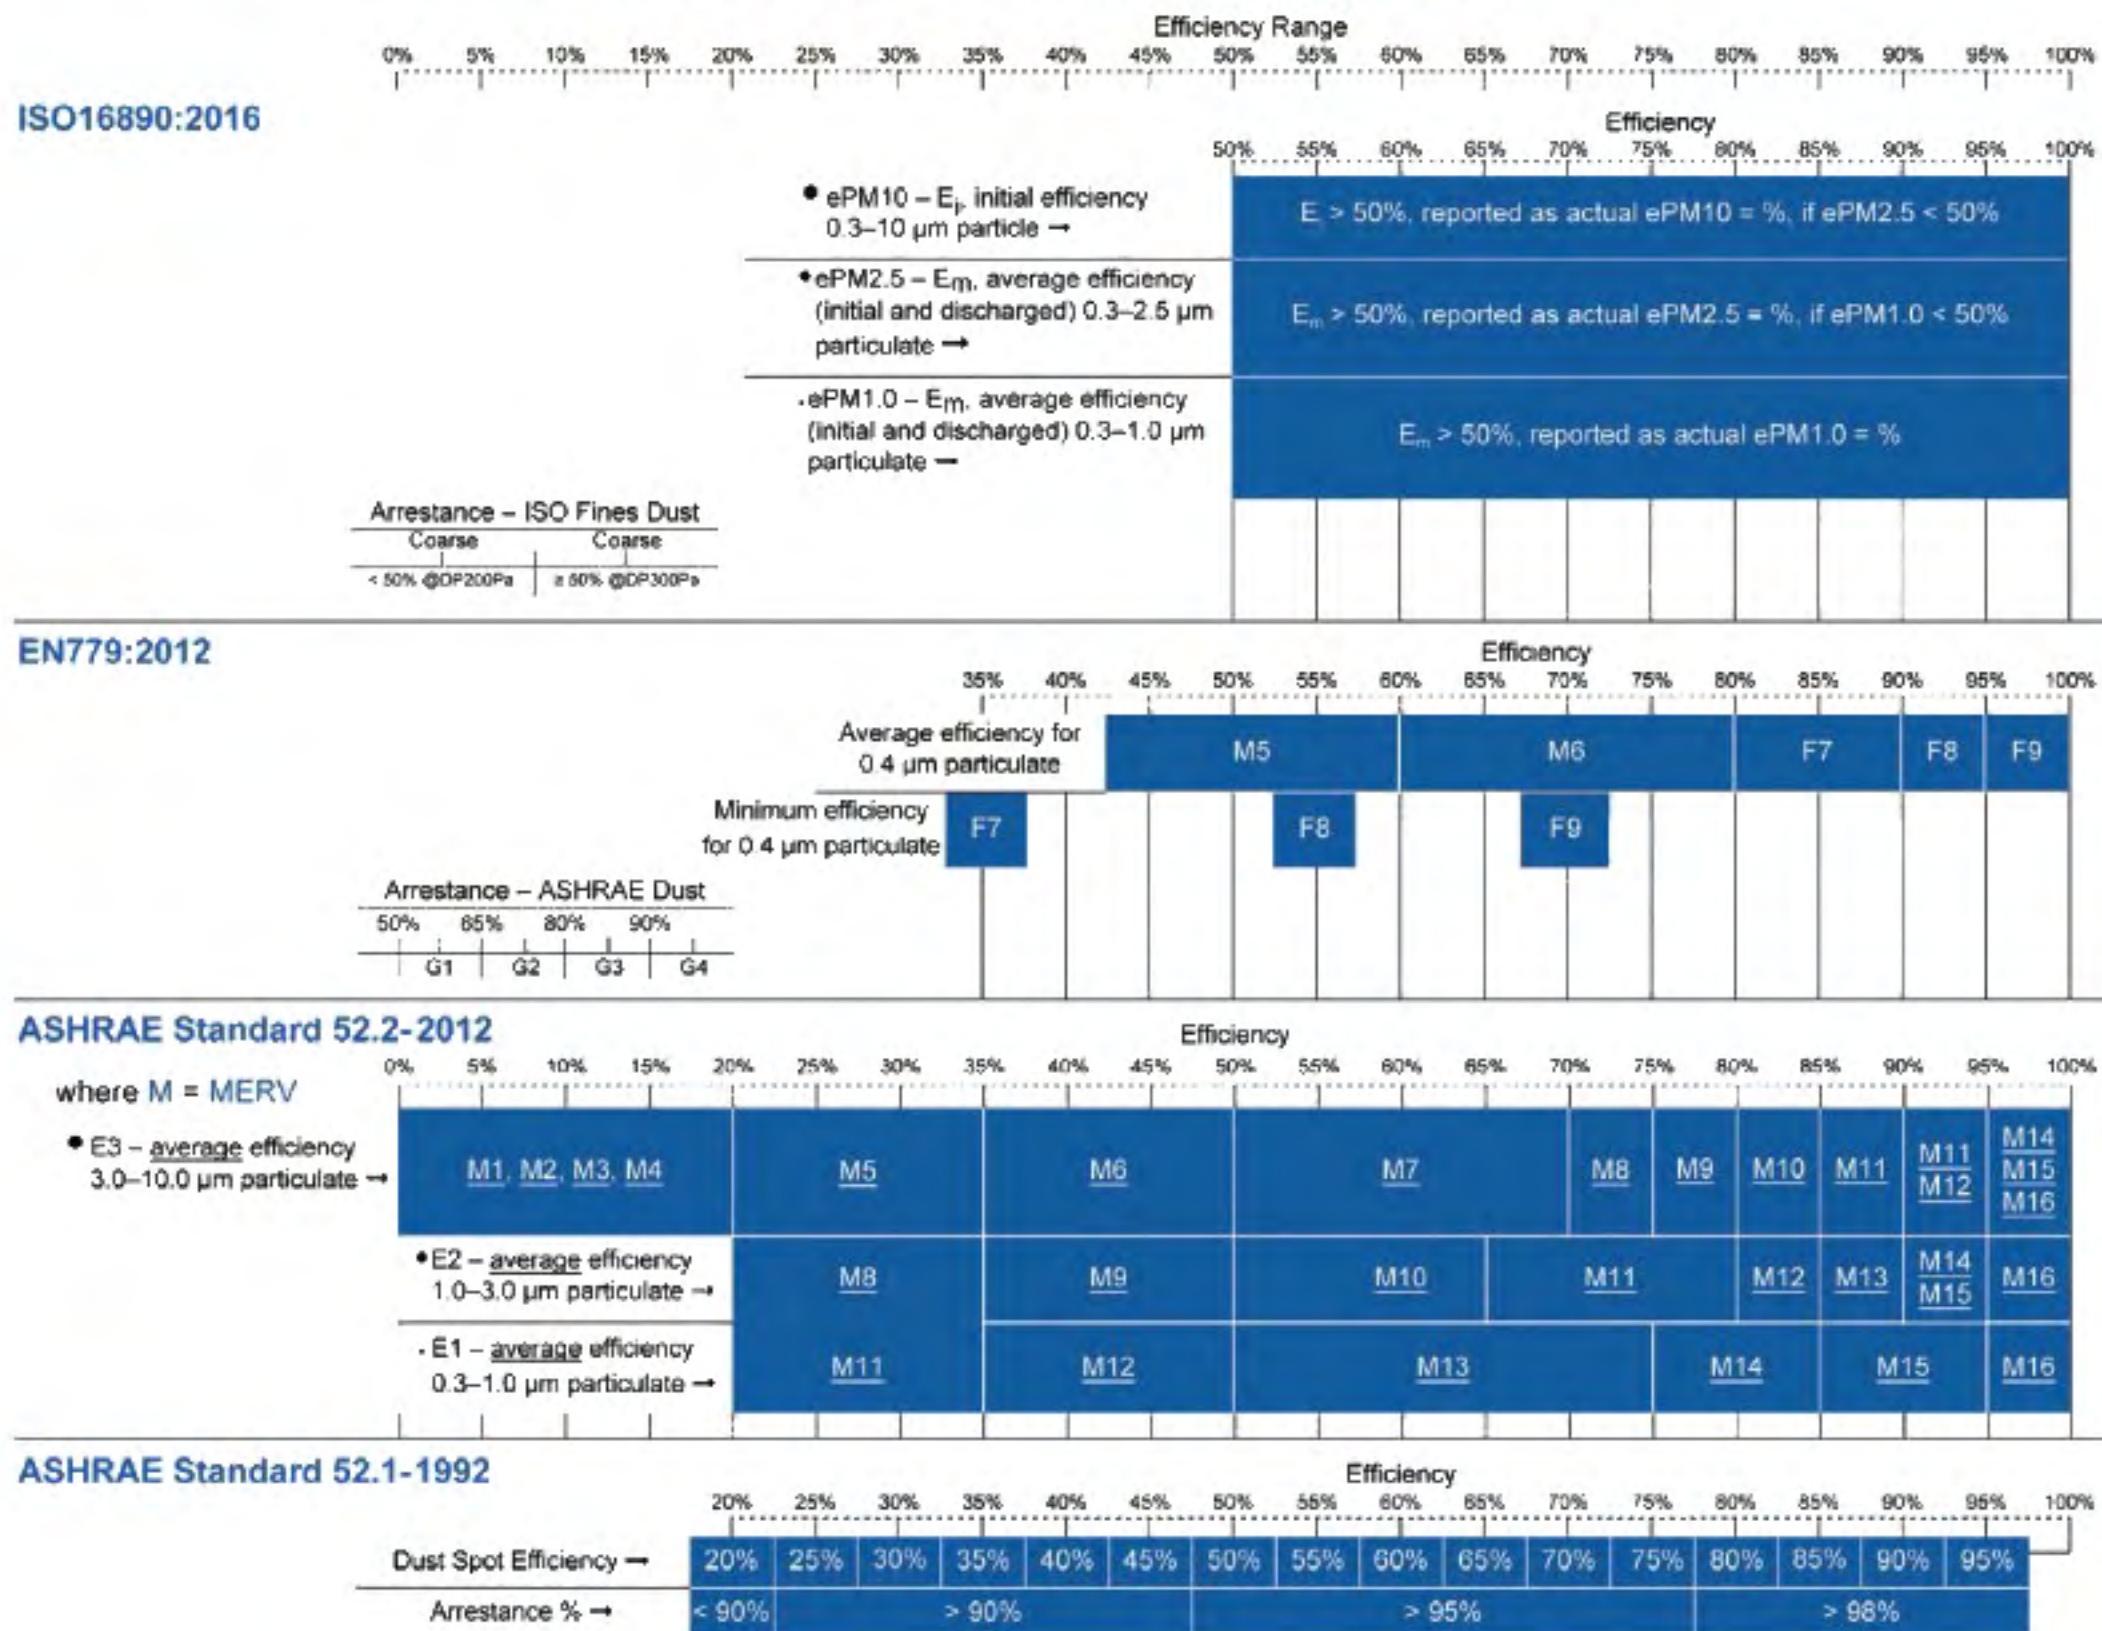 Efficiency Range
0% 5% 10% 15% 20% 25% 30% 35% 40% 45% 50% 55% 60% 65% 70% 75% 80% 85% 90% 95% 100%
ISO16890:2016
Efficiency
50% 55% 60% 65% 70% 75% 80% 85% 90% 95% 100%
● ePM10 – Ei, initial efficiency
0.3–10 µm particle →
E > 50%, reported as actual ePM10 = %, if ePM2.5 < 50%
● ePM2.5 – Em, average efficiency
(initial and discharged) 0.3–2.5 µm
particulate →
Em > 50%, reported as actual ePM2.5 = %, if ePM1.0 < 50%
. ePM1.0 – Em, average efficiency
(initial and discharged) 0.3–1.0 µm
particulate →
Em > 50%, reported as actual ePM1.0 = %
Arrestance – ISO Fines Dust
Coarse Coarse
< 50% @DP200Pa ≥ 50% @DP300Pa
EN779:2012
Efficiency
35% 40% 45% 50% 55% 60% 65% 70% 75% 80% 85% 90% 95% 100%
Average efficiency for
0.4 µm particulate
M5 M6 F7 F8 F9
Minimum efficiency
for 0.4 µm particulate
F7 F8 F9
Arrestance – ASHRAE Dust
50% 65% 80% 90%
G1 G2 G3 G4
ASHRAE Standard 52.2-2012
Efficiency
0% 5% 10% 15% 20% 25% 30% 35% 40% 45% 50% 55% 60% 65% 70% 75% 80% 85% 90% 95% 100%
where M = MERV
● E3 – average efficiency
3.0–10.0 µm particulate →
M1, M2, M3, M4 M5 M6 M7 M8 M9 M10 M11
M11
M12
M14
M15
M16
● E2 – average efficiency
1.0–3.0 µm particulate →
M8 M9 M10 M11 M12 M13
M14
M15
M16
. E1 – average efficiency
0.3–1.0 µm particulate →
M11 M12 M13 M14 M15 M16
ASHRAE Standard 52.1-1992
Efficiency
20% 25% 30% 35% 40% 45% 50% 55% 60% 65% 70% 75% 80% 85% 90% 95% 100%
Dust Spot Efficiency →
20% 25% 30% 35% 40% 45% 50% 55% 60% 65% 70% 75% 80% 85% 90% 95%
Arrestance % →
< 90% > 90% > 95% > 98%